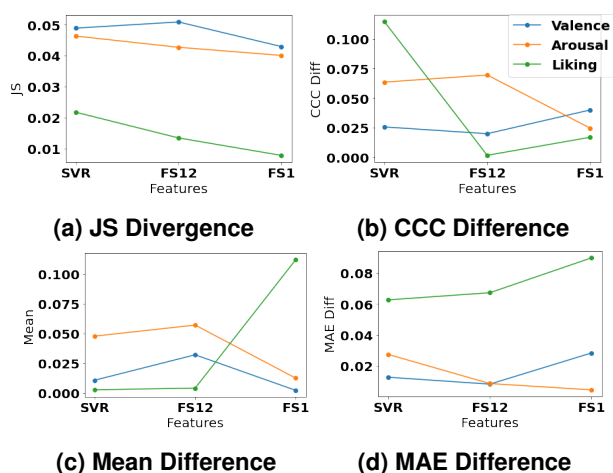 0.05
0.04
0.03
0.02
0.01
JS
SVR FS12 FS1
Features
(a) JS Divergence
0.100
0.075
0.050
0.025
0.000
CCC Diff
Valence
Arousal
Liking
SVR FS12 FS1
Features
(b) CCC Difference
0.100
0.075
0.050
0.025
0.000
Mean
SVR FS12 FS1
Features
(c) Mean Difference
0.08
0.06
0.04
0.02
MAE Diff
SVR FS12 FS1
Features
(d) MAE Difference